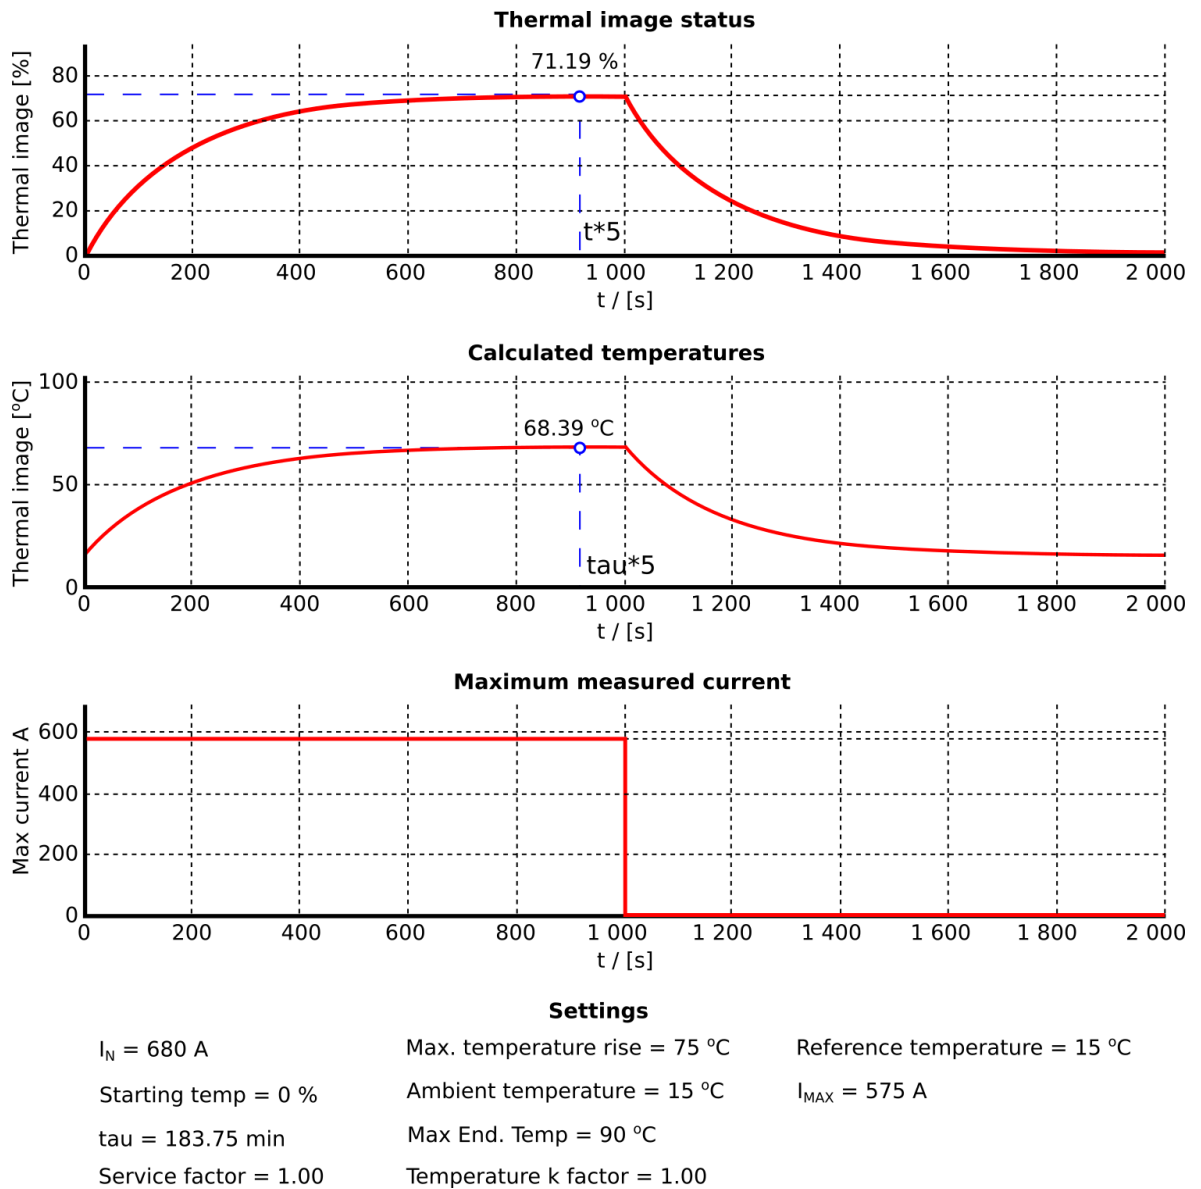 Thermal image status
Thermal image [%]
80
60
40
20
0
71.19 %
t*5
0 200 400 600 800 1 000 1 200 1 400 1 600 1 800 2 000
t / [s]
Calculated temperatures
Thermal image [ºC]
100
50
0
68.39 ºC
tau*5
0 200 400 600 800 1 000 1 200 1 400 1 600 1 800 2 000
t / [s]
Maximum measured current
Max current A
600
400
200
0
0 200 400 600 800 1 000 1 200 1 400 1 600 1 800 2 000
t / [s]
Settings
I_N = 680 A
Max. temperature rise = 75 ºC
Reference temperature = 15 ºC
Starting temp = 0 %
Ambient temperature = 15 ºC
I_MAX = 575 A
tau = 183.75 min
Max End. Temp = 90 ºC
Service factor = 1.00
Temperature k factor = 1.00